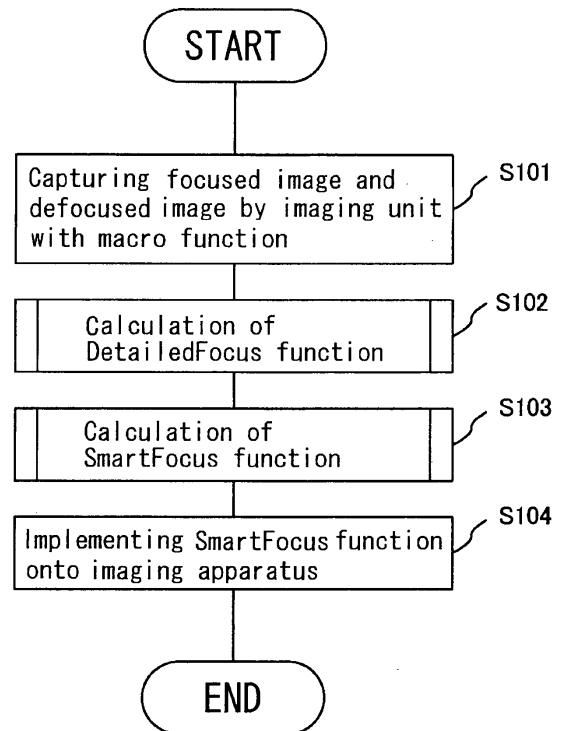 START
Capturing focused image and
defocused image by imaging unit
with macro function
S101
Calculation of
DetailedFocus function
S102
Calculation of
SmartFocus function
S103
Implementing SmartFocus function
onto imaging apparatus
S104
END